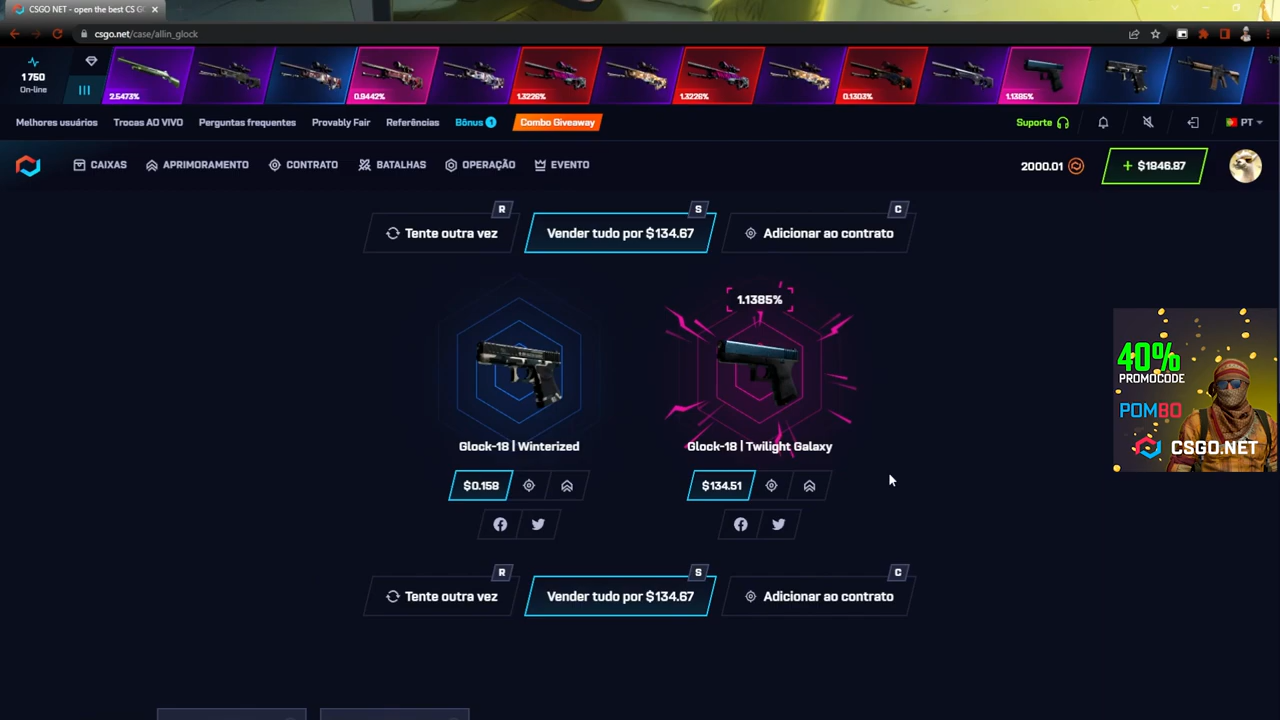 CSGO NET - open the best CS GO
csgo.net/case/allin_glock
1 750
On-line
2.5473%
0.9442%
1.3226%
1.3226%
0.1303%
1.1385%
Melhores usuários
Trocas AO VIVO
Perguntas frequentes
Provably Fair
Referências
Bônus 1
Combo Giveaway
Suporte
PT
CAIXAS
APRIMORAMENTO
CONTRATO
BATALHAS
OPERAÇÃO
EVENTO
2000.01
+ $1846.87
R
S
C
Tente outra vez
Vender tudo por $134.67
Adicionar ao contrato
1.1385%
Glock-18 | Winterized
Glock-18 | Twilight Galaxy
$0.158
$134.51
40%
PROMOCODE
POMBO
CSGO.NET
R
S
C
Tente outra vez
Vender tudo por $134.67
Adicionar ao contrato